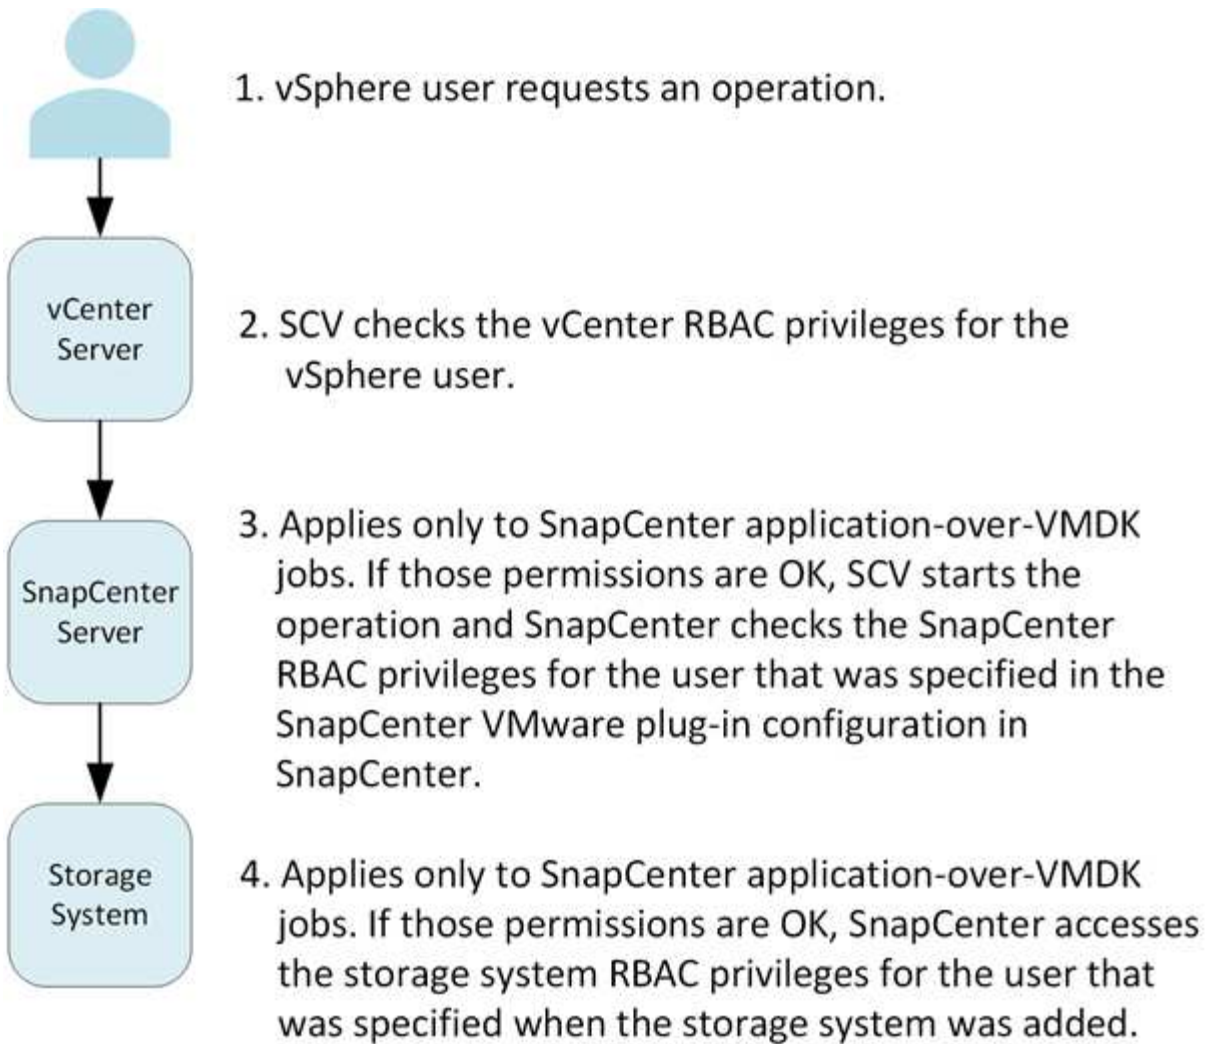 1. vSphere user requests an operation.
vCenter
Server
2. SCV checks the vCenter RBAC privileges for the
vSphere user.
SnapCenter
Server
3. Applies only to SnapCenter application-over-VMDK
jobs. If those permissions are OK, SCV starts the
operation and SnapCenter checks the SnapCenter
RBAC privileges for the user that was specified in the
SnapCenter VMware plug-in configuration in
SnapCenter.
Storage
System
4. Applies only to SnapCenter application-over-VMDK
jobs. If those permissions are OK, SnapCenter accesses
the storage system RBAC privileges for the user that
was specified when the storage system was added.